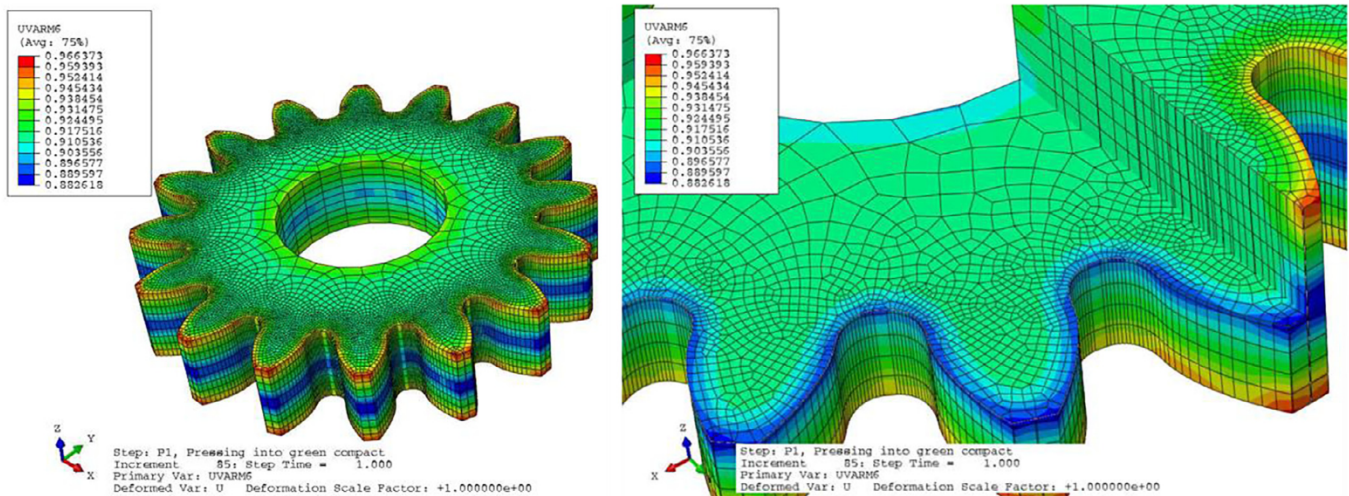 UVARM6
(Avg: 75%)
0.966373
0.959393
0.952414
0.945434
0.938454
0.931475
0.924495
0.917516
0.910536
0.903556
0.896577
0.889597
0.882618
Z
Y
X
Step: P1, Pressing into green compact
Increment 85: Step Time = 1.000
Primary Var: UVARM6
Deformed Var: U Deformation Scale Factor: +1.000000e+00
UVARM6
(Avg: 75%)
0.966373
0.959393
0.952414
0.945434
0.938454
0.931475
0.924495
0.917516
0.910536
0.903556
0.896577
0.889597
0.882618
Z
X
Step: P1, Pressing into green compact
Increment 85: Step Time = 1.000
Primary Var: UVARM6
Deformed Var: U Deformation Scale Factor: +1.000000e+00